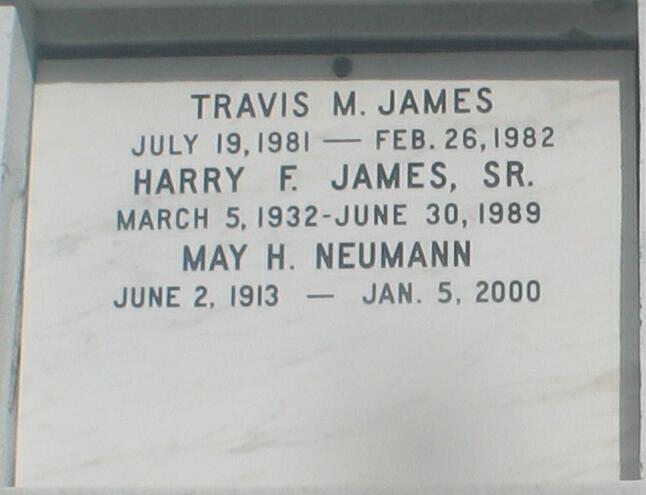 TRAVIS M. JAMES
JULY 19, 1981 — FEB. 26, 1982
HARRY F. JAMES, SR.
MARCH 5, 1932-JUNE 30, 1989
MAY H. NEUMANN
JUNE 2, 1913 — JAN. 5, 2000